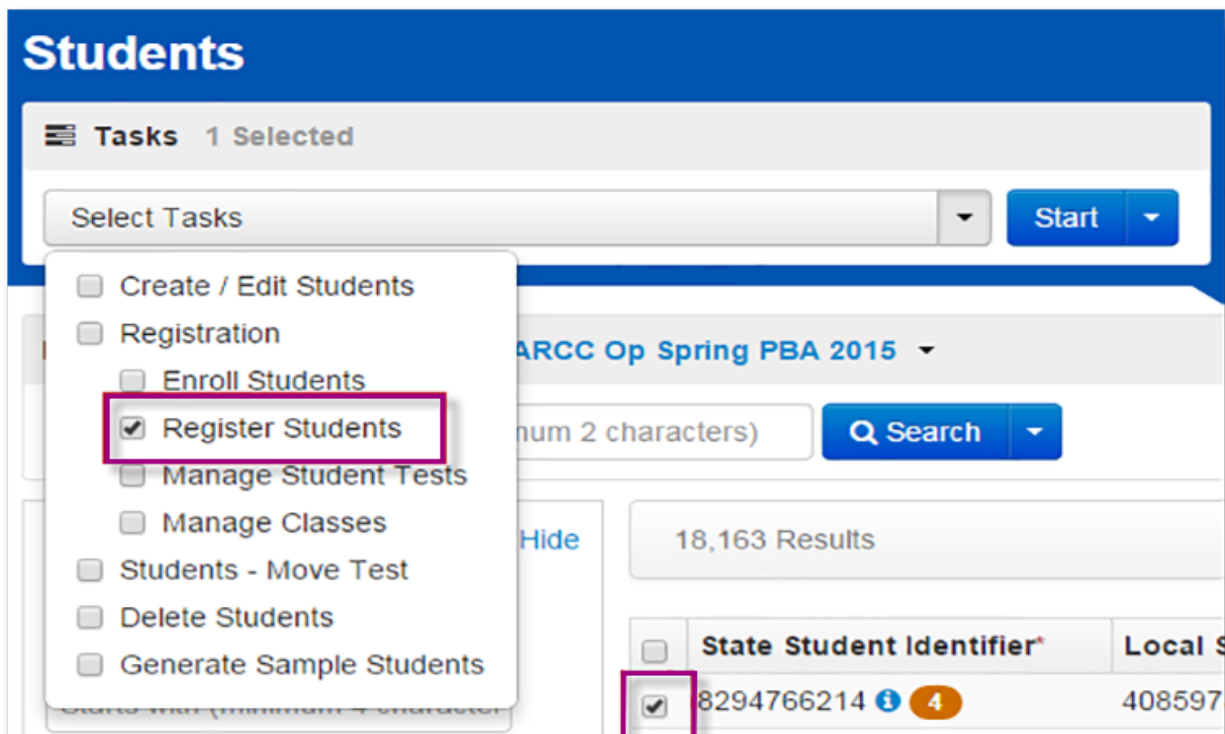 Students
Tasks 1 Selected
Select Tasks
Start
Create / Edit Students
Registration
ARCC Op Spring PBA 2015
Enroll Students
Register Students
2 characters)
Search
Manage Student Tests
Manage Classes
Hide
18,163 Results
Students - Move Test
Delete Students
Generate Sample Students
State Student Identifier*
Local
8294766214 4
408597